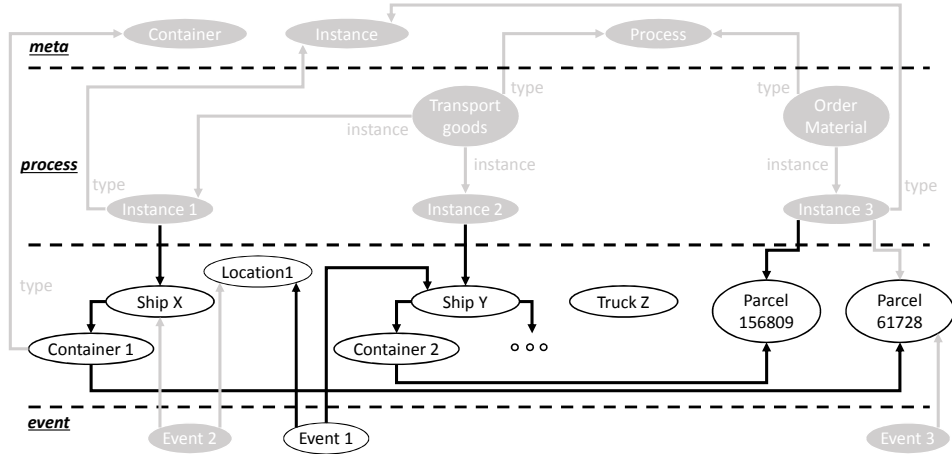 Container
Instance
Process
meta
type
type
Transport
goods
Order
Material
instance
process
instance
instance
type
type
Instance 1
Instance 2
Instance 3
Location1
type
Ship X
Ship Y
Truck Z
Parcel
156809
Parcel
61728
Container 1
Container 2
event
Event 2
Event 1
Event 3